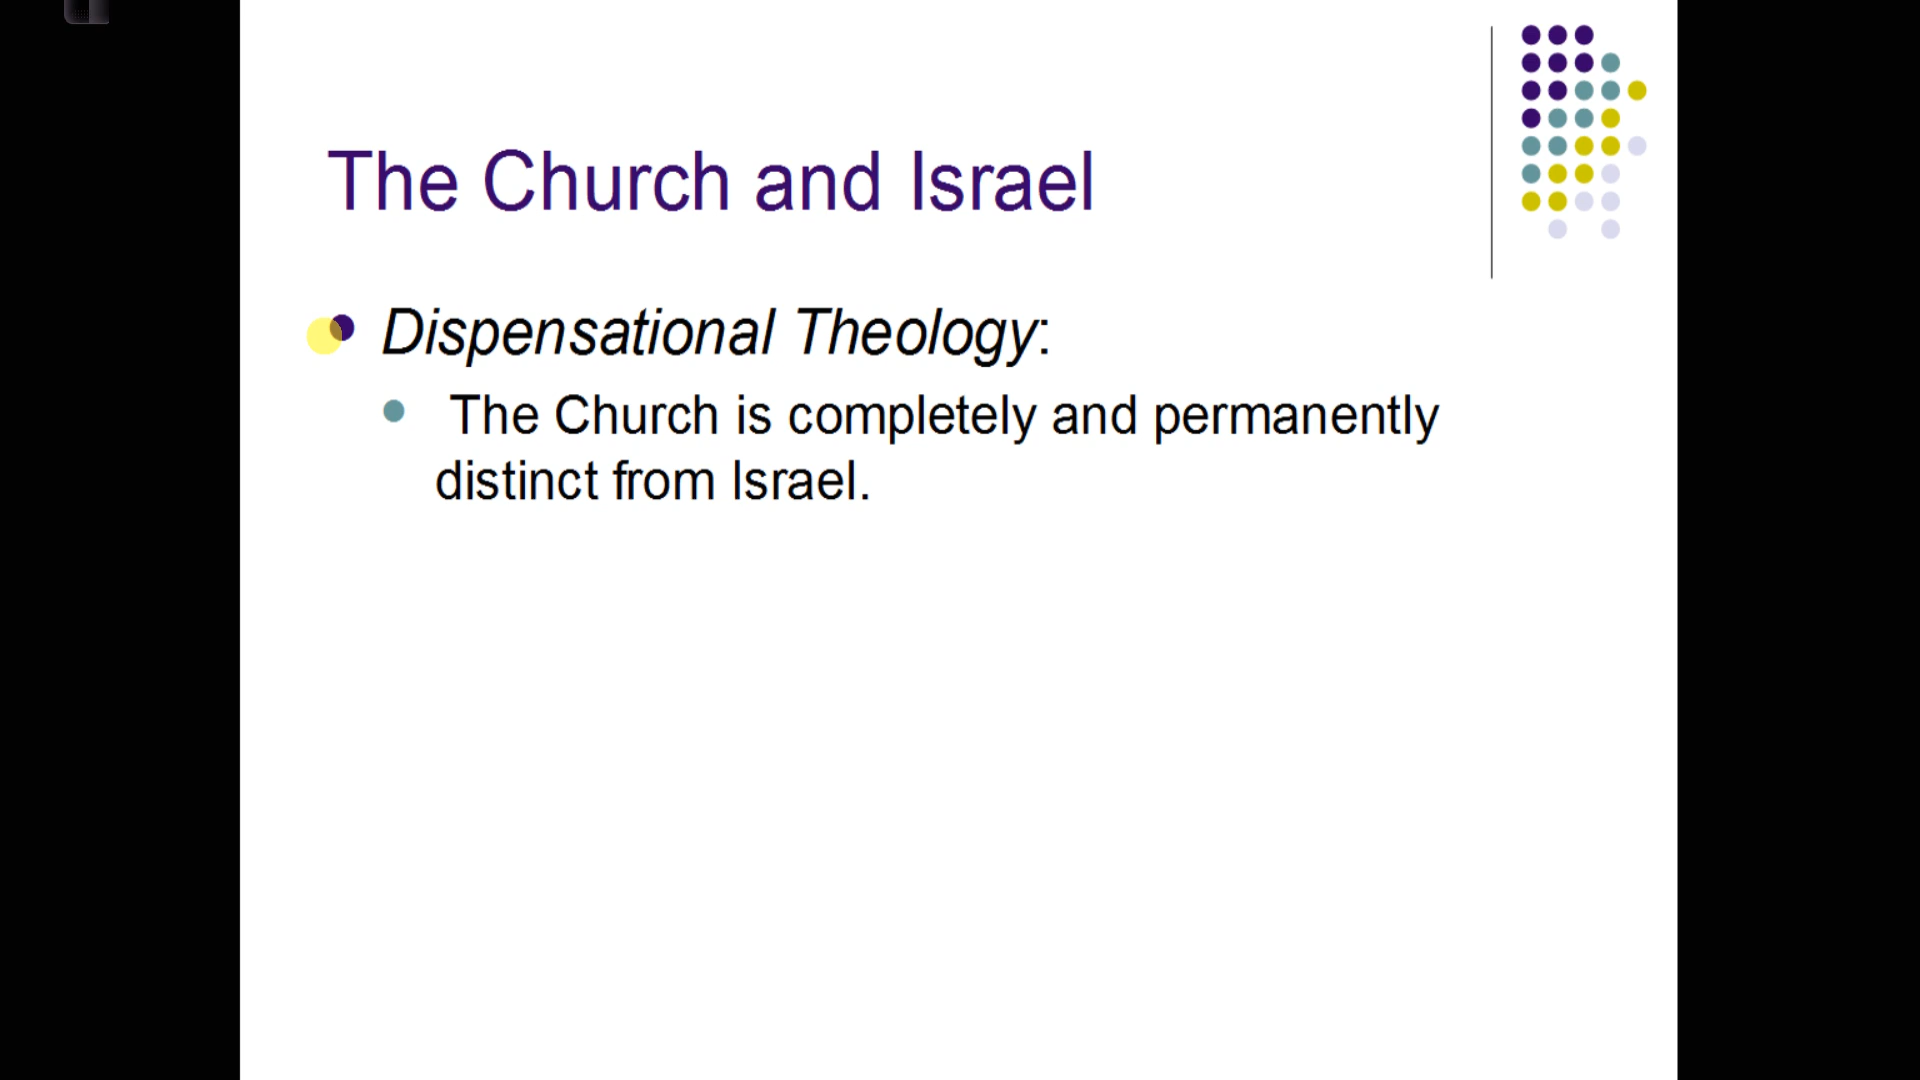 The Church and Israel
Dispensational Theology:
The Church is completely and permanently
distinct from Israel.